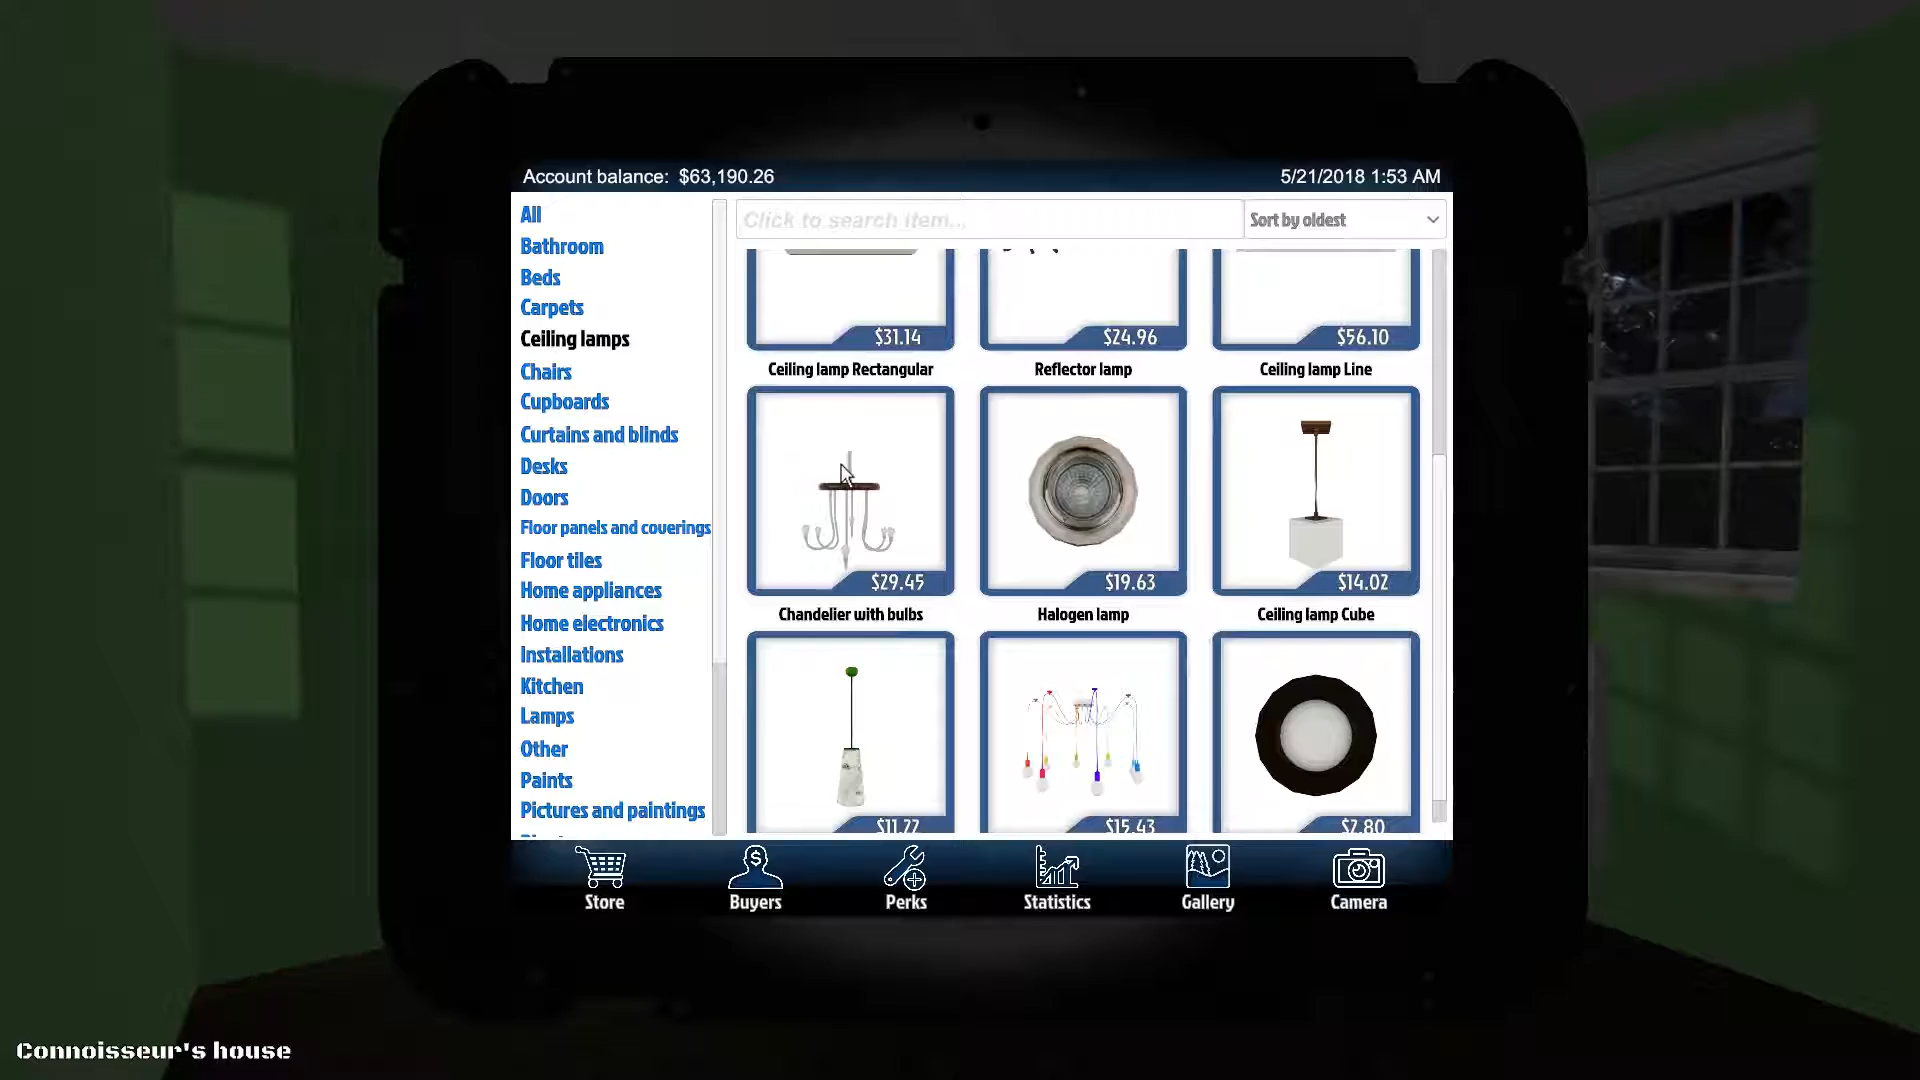 Account balance: $63,190.26
5/21/2018 1:53 AM
All
Bathroom
Beds
Carpets
Ceiling lamps
Chairs
Cupboards
Curtains and blinds
Desks
Doors
Floor panels and coverings
Floor tiles
Home appliances
Home electronics
Installations
Kitchen
Lamps
Other
Paints
Pictures and paintings
Click to search item...
Sort by oldest
$31.14
$24.96
$56.10
Ceiling lamp Rectangular
Reflector lamp
Ceiling lamp Line
$29.45
$19.63
$14.02
Chandelier with bulbs
Halogen lamp
Ceiling lamp Cube
$15.43
Store
Buyers
Perks
Statistics
Gallery
Camera
Connoisseur's house